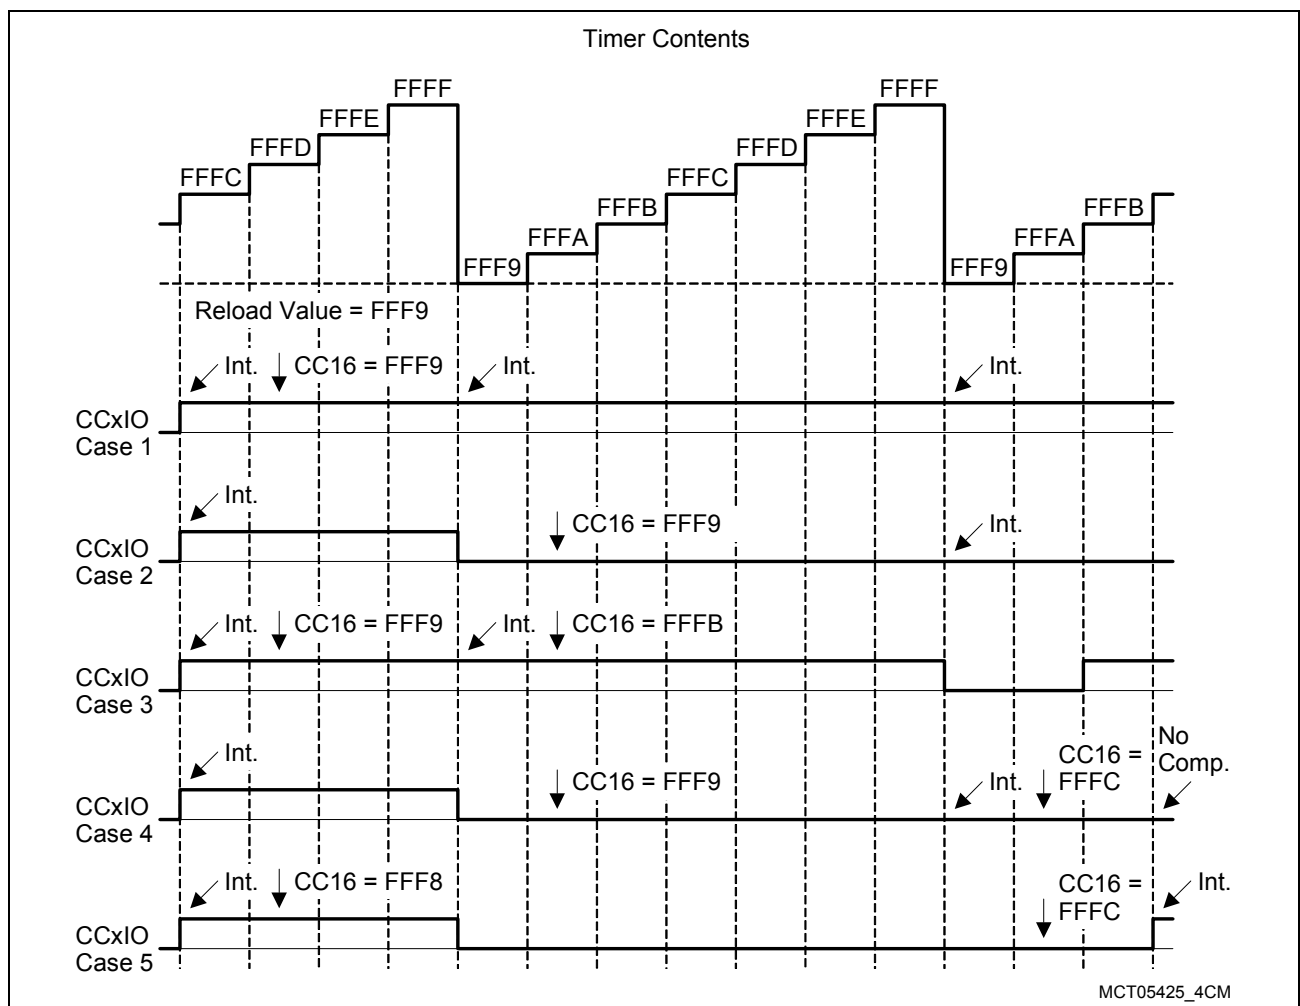 Timer Contents
FFFF FFFF
FFFE FFFE
FFFD FFFD
FFFC FFFC
FFFB FFFB
FFFA FFFA
FFF9 FFF9
Reload Value = FFF9
Int. CC16 = FFF9 Int. Int.
CCxIO
Case 1
Int. CC16 = FFF9 Int.
CCxIO
Case 2
Int. CC16 = FFF9 Int. CC16 = FFFB
CCxIO
Case 3
Int. CC16 = FFF9 Int. CC16 = FFFC No Comp.
CCxIO
Case 4
Int. CC16 = FFF8 CC16 = FFFC Int.
CCxIO
Case 5
MCT05425_4CM